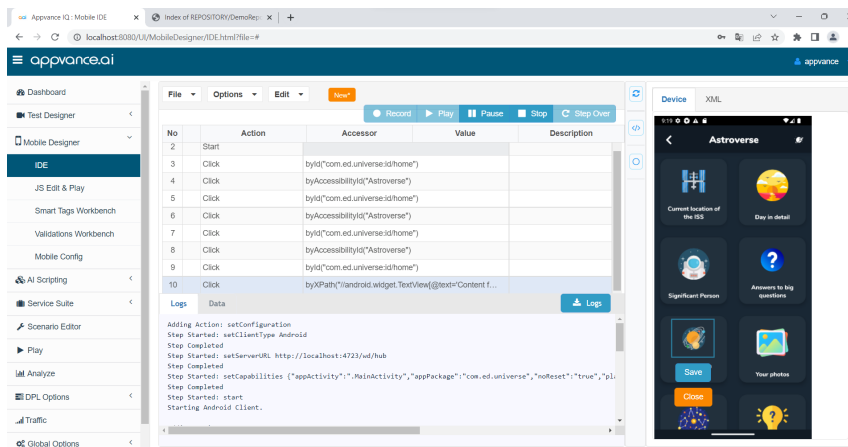 Appvance IQ : Mobile IDE
Index of REPOSITORY/DemoRep
localhost:8080/UI/MobileDesigner/IDE.html?file=#
appvance.ai
appvance
Dashboard
Test Designer
Mobile Designer
IDE
JS Edit & Play
Smart Tags Workbench
Validations Workbench
Mobile Config
AI Scripting
Service Suite
Scenario Editor
Play
Analyze
DPL Options
Traffic
Global Options
File
Options
Edit
New*
Record
Play
Pause
Stop
Step Over
No Action Accessor Value Description
2 Start
3 Click byId("com.ed.universe:id/home")
4 Click byAccessibilityId("Astroverse")
5 Click byId("com.ed.universe:id/home")
6 Click byAccessibilityId("Astroverse")
7 Click byId("com.ed.universe:id/home")
8 Click byAccessibilityId("Astroverse")
9 Click byId("com.ed.universe:id/home")
10 Click byXPath("//android.widget.TextView[@text='Content f...
Logs
Data
Logs
Adding Action: setConfiguration
Step Started: setClientType Android
Step Completed
Step Started: setServerURL http://localhost:4723/wd/hub
Step Completed
Step Started: setCapabilities {"appActivity":".MainActivity","appPackage":"com.ed.universe","noReset":"true","pl
Step Completed
Step Started: start
Starting Android Client.
Device
XML
9:19
Astroverse
Current location of
the ISS
Day in detail
Significant Person
Answers to big
questions
Save
Your photos
Close